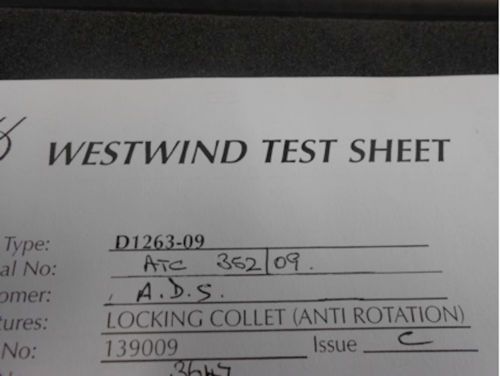 WESTWIND TEST SHEET
Type: D1263-09
al No: ATC 352/09.
omer: A.D.S.
tures: LOCKING COLLET (ANTI ROTATION)
No: 139009 Issue C